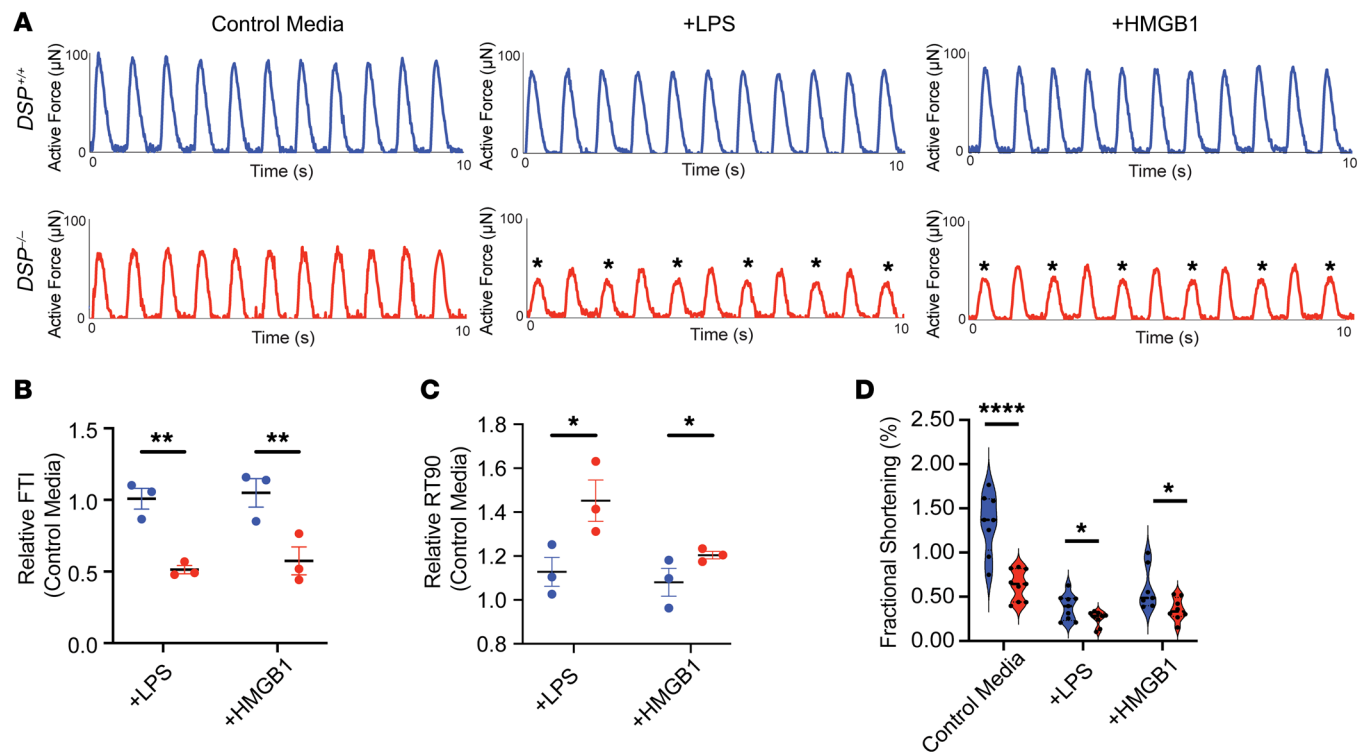 A
Control Media
+LPS
+HMGB1
DSP+/+
Active Force (µN)
100
0
Time (s)
10
Active Force (µN)
100
0
Time (s)
10
Active Force (µN)
100
0
Time (s)
10
DSP–/–
Active Force (µN)
100
0
0
Time (s)
10
Active Force (µN)
100
* * * * * *
0
0
Time (s)
10
Active Force (µN)
100
* * * * * *
0
0
Time (s)
10
B
Relative FTI
(Control Media)
1.5
1.0
0.5
0.0
** **
+LPS
+HMGB1
C
Relative RT90
(Control Media)
1.8
1.6
1.4
1.2
1.0
0.8
* *
+LPS
+HMGB1
D
Fractional Shortening (%)
2.50
2.00
1.50
1.00
0.50
0.00
**** * *
Control Media
+LPS
+HMGB1